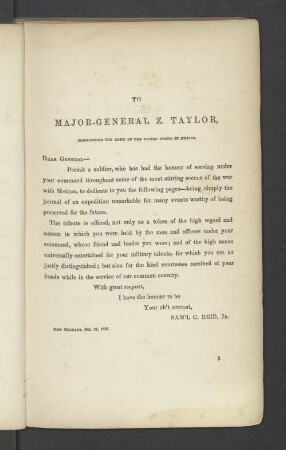 TO
MAJOR-GENERAL Z. TAYLOR,
COMMANDING THE ARMY OF THE UNITED STATES IN MEXICO.
DEAR GENERAL—
Permit a soldier, who has had the honour of serving under
your command throughout some of the most stirring scenes of the war
with Mexico, to dedicate to you the following pages—being simply the
journal of an expedition remarkable for many events worthy of being
preserved for the future.
The tribute is offered, not only as a token of the high regard and
esteem in which you were held by the men and officers under your
command, whose friend and leader you were; and of the high sense
universally entertained for your military talents, for which you are so
justly distinguished; but also for the kind courtesies received at your
hands while in the service of our common country.
With great respect,
I have the honour to be
Your ob't servant,
SAM'L C. REID, JR.
NEW ORLEANS, FEB. 22,
3